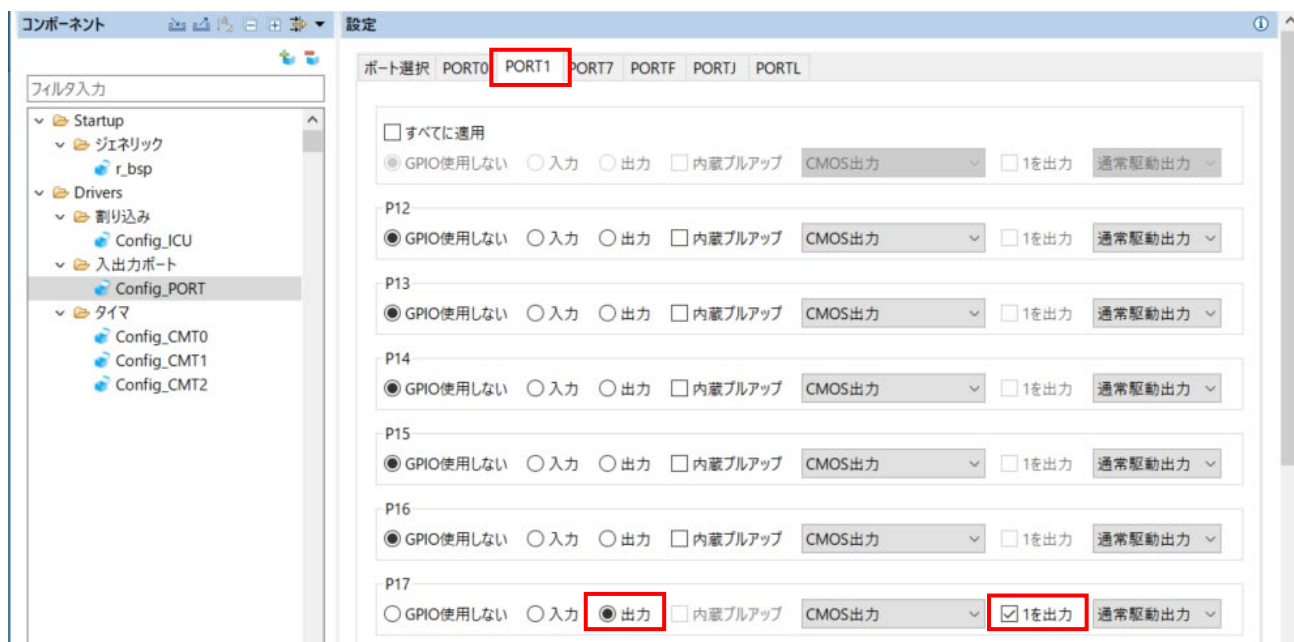 コンポーネント
設定
フィルタ入力
Startup
ジェネリック
r_bsp
Drivers
割り込み
Config_ICU
入出力ポート
Config_PORT
タイマ
Config_CMT0
Config_CMT1
Config_CMT2
ポート選択 PORT0 PORT1 PORT7 PORTF PORTJ PORTL
すべてに適用
GPIO使用しない 入力 出力 内蔵プルアップ CMOS出力 1を出力 通常駆動出力
P12
GPIO使用しない 入力 出力 内蔵プルアップ CMOS出力 1を出力 通常駆動出力
P13
GPIO使用しない 入力 出力 内蔵プルアップ CMOS出力 1を出力 通常駆動出力
P14
GPIO使用しない 入力 出力 内蔵プルアップ CMOS出力 1を出力 通常駆動出力
P15
GPIO使用しない 入力 出力 内蔵プルアップ CMOS出力 1を出力 通常駆動出力
P16
GPIO使用しない 入力 出力 内蔵プルアップ CMOS出力 1を出力 通常駆動出力
P17
GPIO使用しない 入力 出力 内蔵プルアップ CMOS出力 1を出力 通常駆動出力